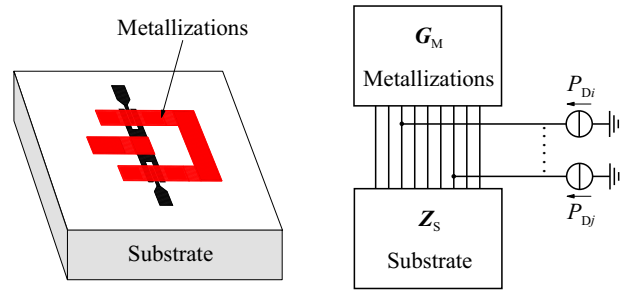 Metallizations
Substrate
G_M
Metallizations
P_Di
P_Dj
Z_S
Substrate